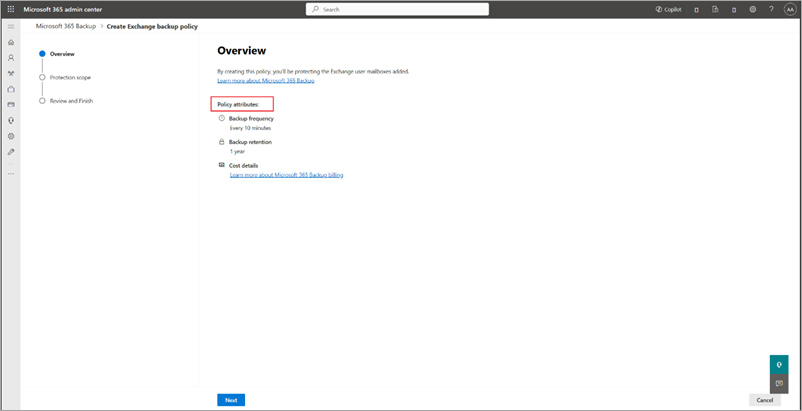 Microsoft 365 admin center
Search
Copilot
?
AA
Microsoft 365 Backup > Create Exchange backup policy
Overview
Protection scope
Review and Finish
Overview
By creating this policy, you'll be protecting the Exchange user mailboxes added.
Learn more about Microsoft 365 Backup
Policy attributes:
Backup frequency
Every 10 minutes
Backup retention
1 year
Cost details
Learn more about Microsoft 365 Backup billing
Next
Cancel